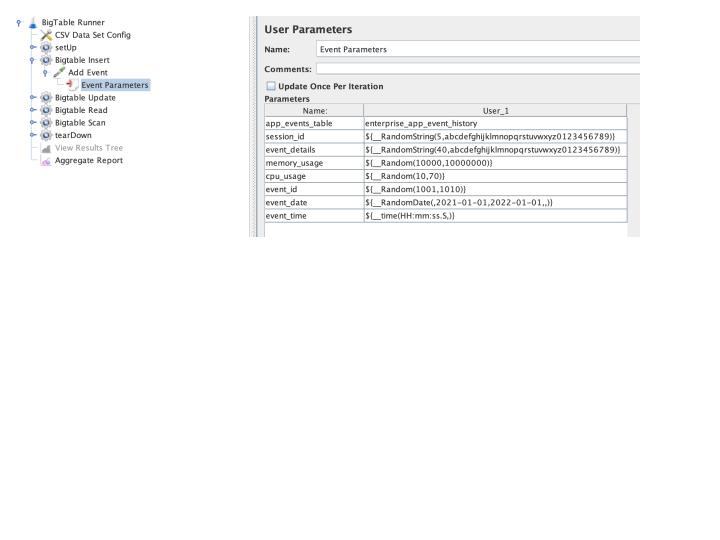 BigTable Runner
CSV Data Set Config
setUp
Bigtable Insert
Add Event
Event Parameters
Bigtable Update
Bigtable Read
Bigtable Scan
tearDown
View Results Tree
Aggregate Report
User Parameters
Name: Event Parameters
Comments:
Update Once Per Iteration
Parameters
Name: User_1
app_events_table enterprise_app_event_history
session_id ${__RandomString(5,abcdefghijklmnopqrstuvwxyz0123456789)}
event_details ${__RandomString(40,abcdefghijklmnopqrstuvwxyz0123456789)}
memory_usage ${__Random(10000,10000000)}
cpu_usage ${__Random(10,70)}
event_id ${__Random(1001,1010)}
event_date ${__RandomDate(,2021-01-01,2022-01-01,,)}
event_time ${__time(HH:mm:ss.S,)}